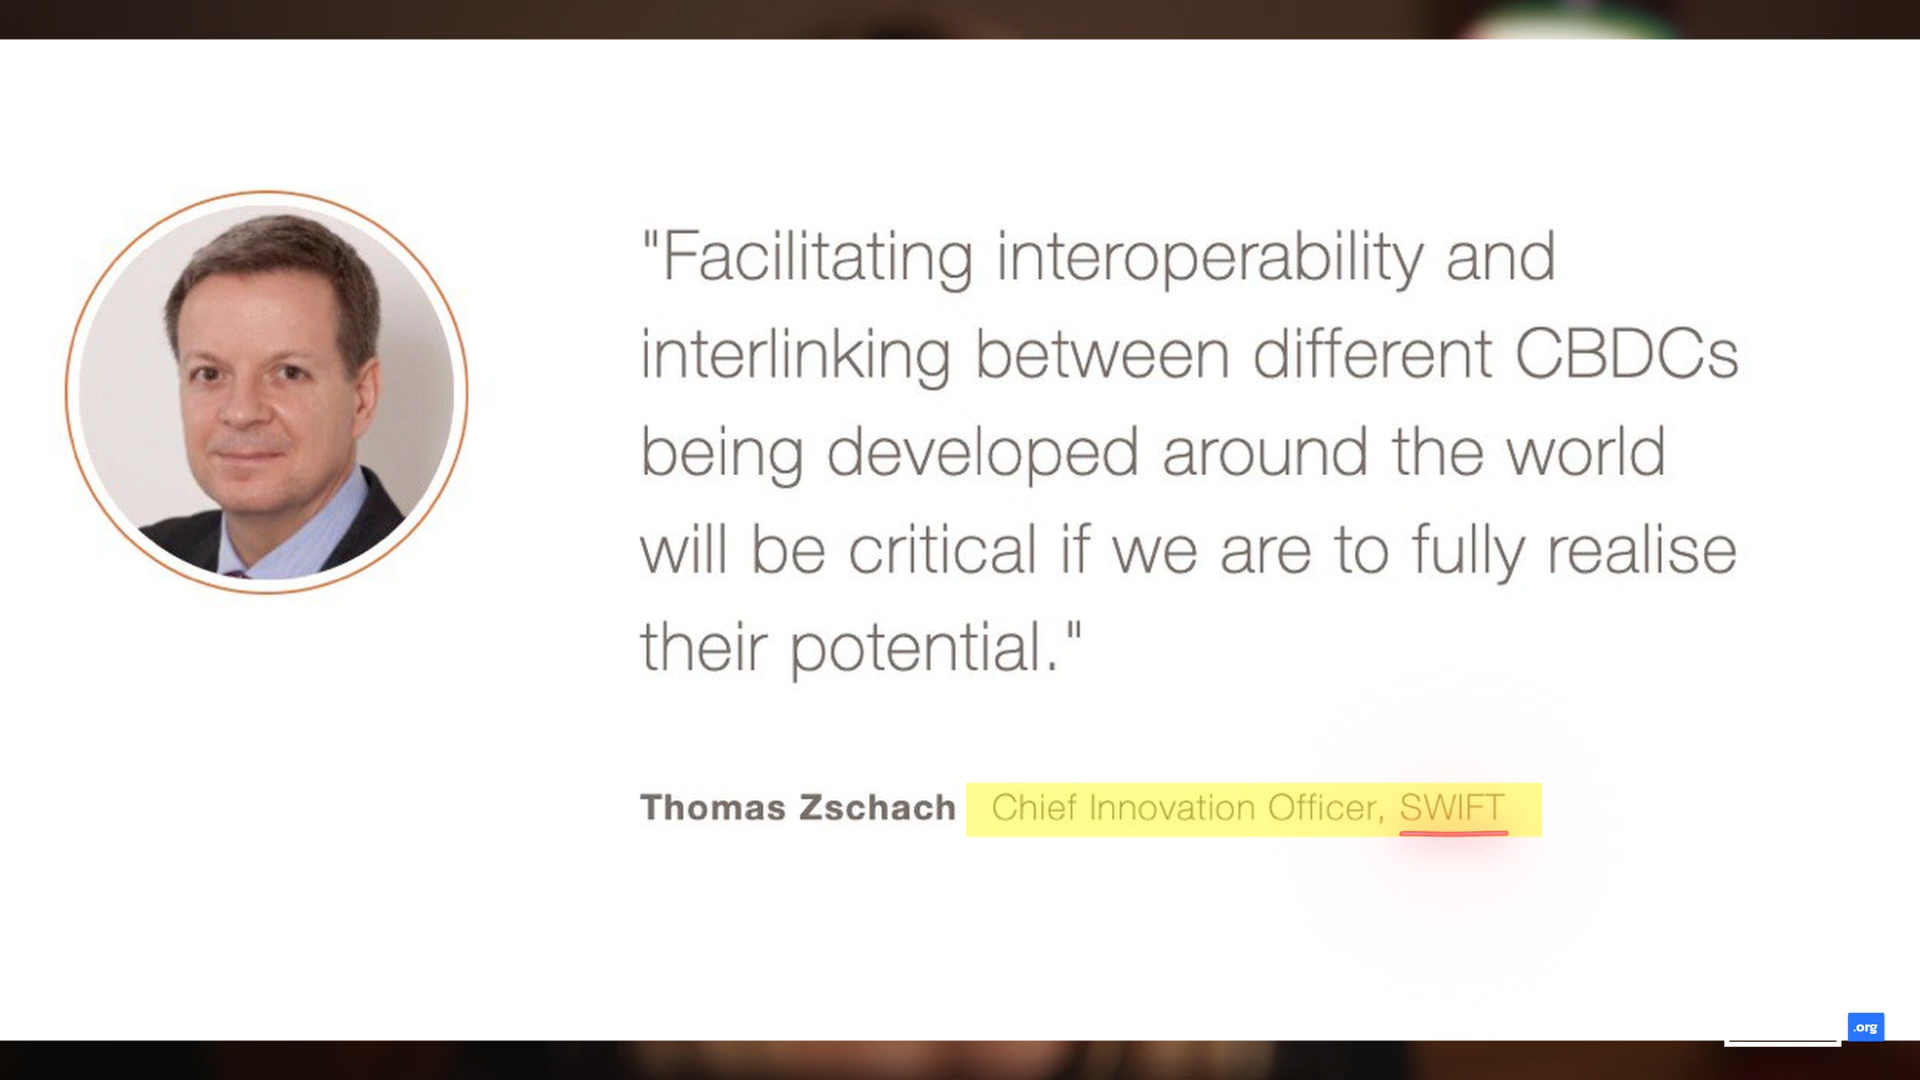 "Facilitating interoperability and
interlinking between different CBDCs
being developed around the world
will be critical if we are to fully realise
their potential."
Thomas Zschach Chief Innovation Officer, SWIFT
.org